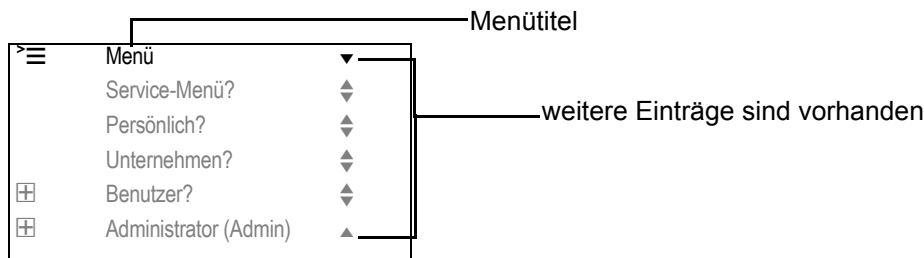 Menütitel
Menü
Service-Menü?
Persönlich?
weitere Einträge sind vorhanden
Unternehmen?
Benutzer?
Administrator (Admin)